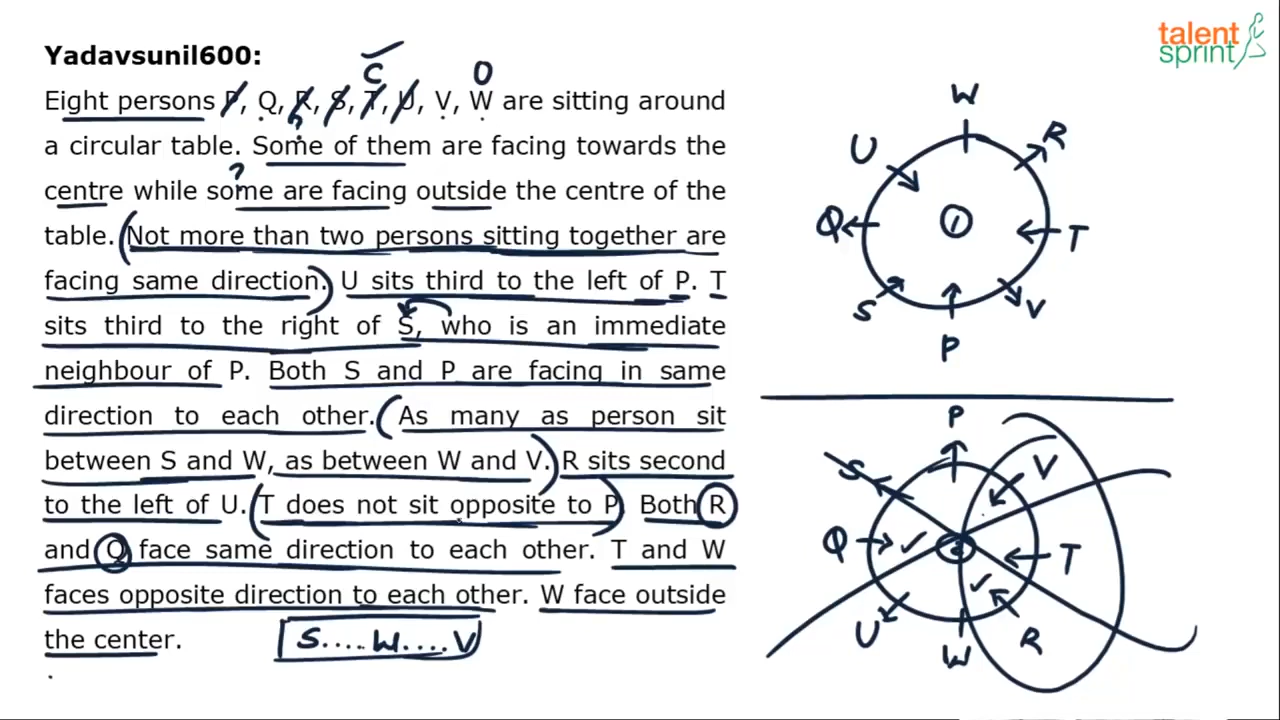 talent
sprint
Yadavsunil600:
C O
Eight persons P, Q, R, S, T, U, V, W are sitting around
a circular table. Some of them are facing towards the
?
centre while some are facing outside the centre of the
table. (Not more than two persons sitting together are
facing same direction.) U sits third to the left of P. T
sits third to the right of S, who is an immediate
neighbour of P. Both S and P are facing in same
direction to each other. (As many as person sit
between S and W, as between W and V.) R sits second
to the left of U. (T does not sit opposite to P) Both R
and Q face same direction to each other. T and W
faces opposite direction to each other. W face outside
the center.
S....W....V
W
U R
Q 1 T
S V
P
P
S V
Q T
U R
W